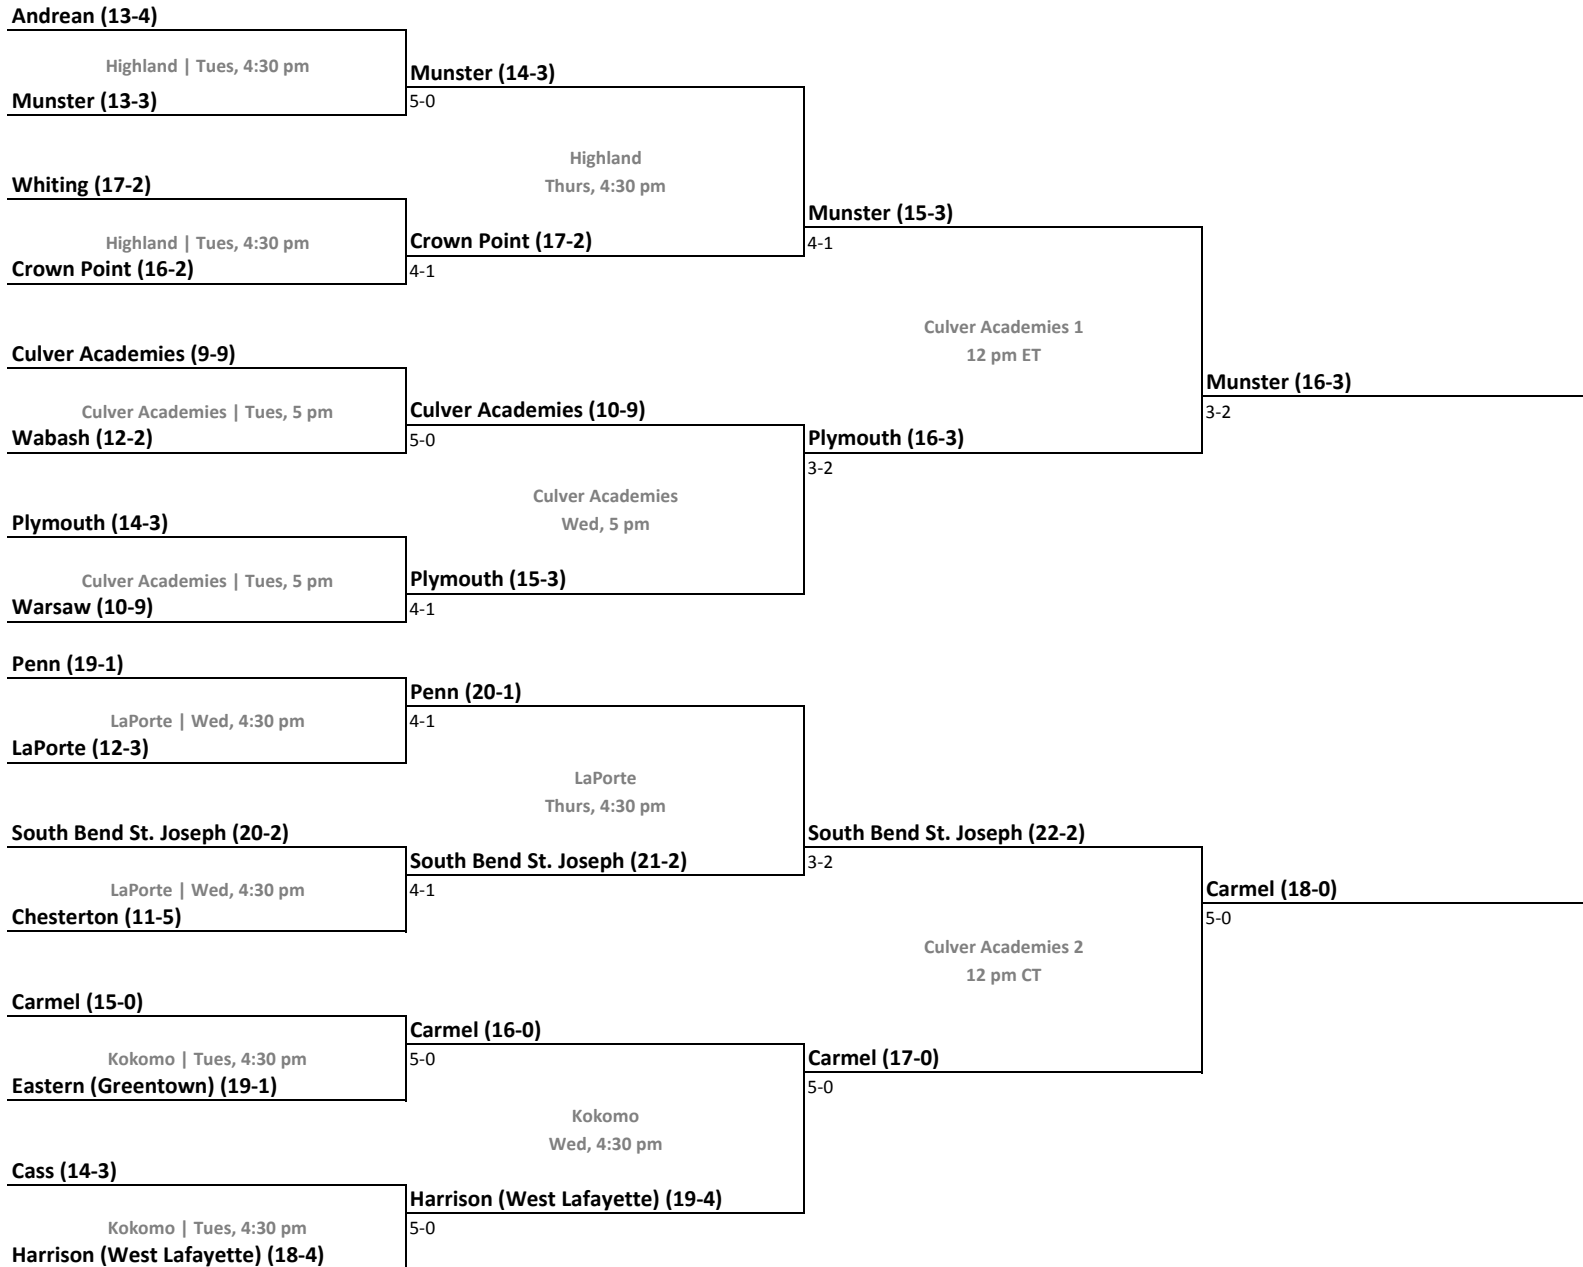 Andrean (13-4)
Highland | Tues, 4:30 pm
Munster (13-3)
Whiting (17-2)
Highland | Tues, 4:30 pm
Crown Point (16-2)
Culver Academies (9-9)
Culver Academies | Tues, 5 pm
Wabash (12-2)
Plymouth (14-3)
Culver Academies | Tues, 5 pm
Warsaw (10-9)
Penn (19-1)
LaPorte | Wed, 4:30 pm
LaPorte (12-3)
South Bend St. Joseph (20-2)
LaPorte | Wed, 4:30 pm
Chesterton (11-5)
Carmel (15-0)
Kokomo | Tues, 4:30 pm
Eastern (Greentown) (19-1)
Cass (14-3)
Kokomo | Tues, 4:30 pm
Harrison (West Lafayette) (18-4)
Munster (14-3)
5-0
Highland
Thurs, 4:30 pm
Crown Point (17-2)
4-1
Culver Academies (10-9)
5-0
Culver Academies
Wed, 5 pm
Plymouth (15-3)
4-1
Penn (20-1)
4-1
LaPorte
Thurs, 4:30 pm
South Bend St. Joseph (21-2)
4-1
Carmel (16-0)
5-0
Kokomo
Wed, 4:30 pm
Harrison (West Lafayette) (19-4)
5-0
Munster (15-3)
4-1
Culver Academies 1
12 pm ET
Plymouth (16-3)
3-2
South Bend St. Joseph (22-2)
3-2
Culver Academies 2
12 pm CT
Carmel (17-0)
5-0
Munster (16-3)
3-2
Carmel (18-0)
5-0